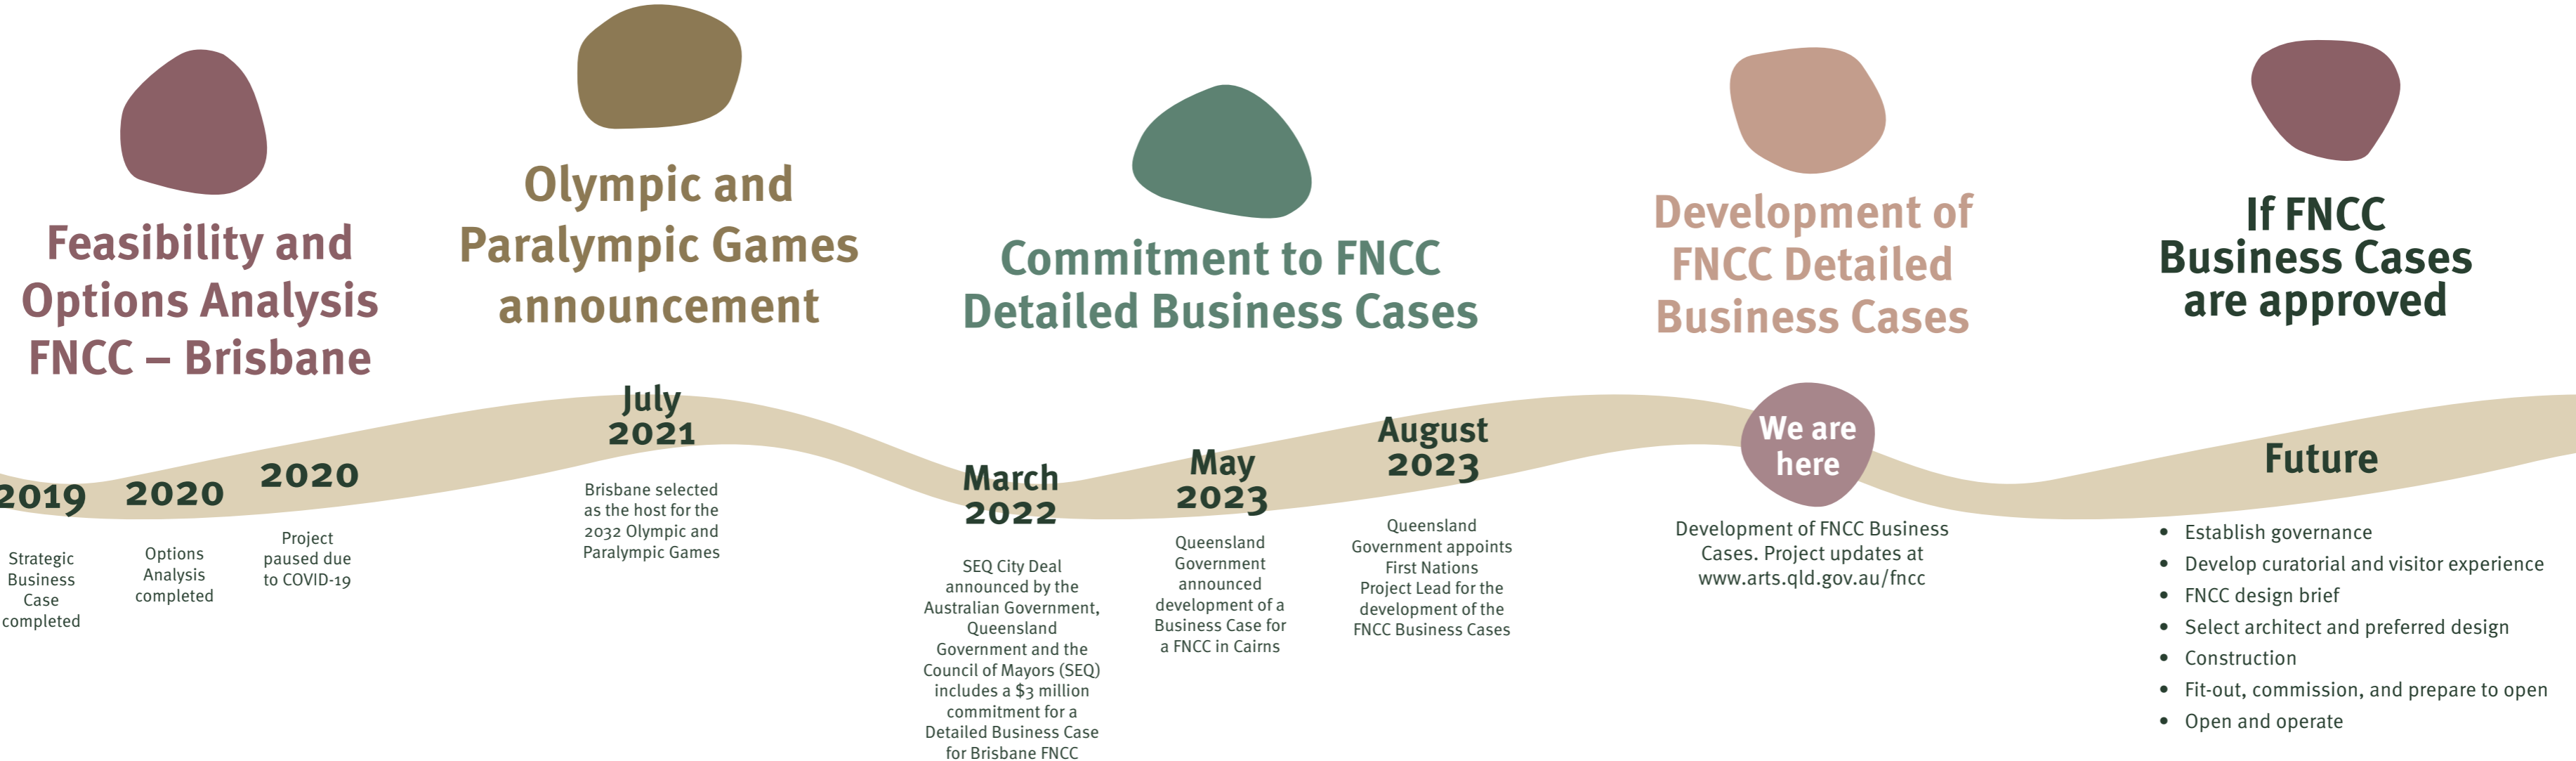 Feasibility and
Options Analysis
FNCC – Brisbane
2019
Strategic
Business
Case
completed
2020
Options
Analysis
completed
2020
Project
paused due
to COVID-19
Olympic and
Paralympic Games
announcement
July
2021
Brisbane selected
as the host for the
2032 Olympic and
Paralympic Games
Commitment to FNCC
Detailed Business Cases
March
2022
SEQ City Deal
announced by the
Australian Government,
Queensland
Government and the
Council of Mayors (SEQ)
includes a $3 million
commitment for a
Detailed Business Case
for Brisbane FNCC
May
2023
Queensland
Government
announced
development of a
Business Case for
a FNCC in Cairns
August
2023
Queensland
Government appoints
First Nations
Project Lead for the
development of the
FNCC Business Cases
Development of
FNCC Detailed
Business Cases
We are
here
Development of FNCC Business
Cases. Project updates at
www.arts.qld.gov.au/fncc
If FNCC
Business Cases
are approved
Future
• Establish governance
• Develop curatorial and visitor experience
• FNCC design brief
• Select architect and preferred design
• Construction
• Fit-out, commission, and prepare to open
• Open and operate